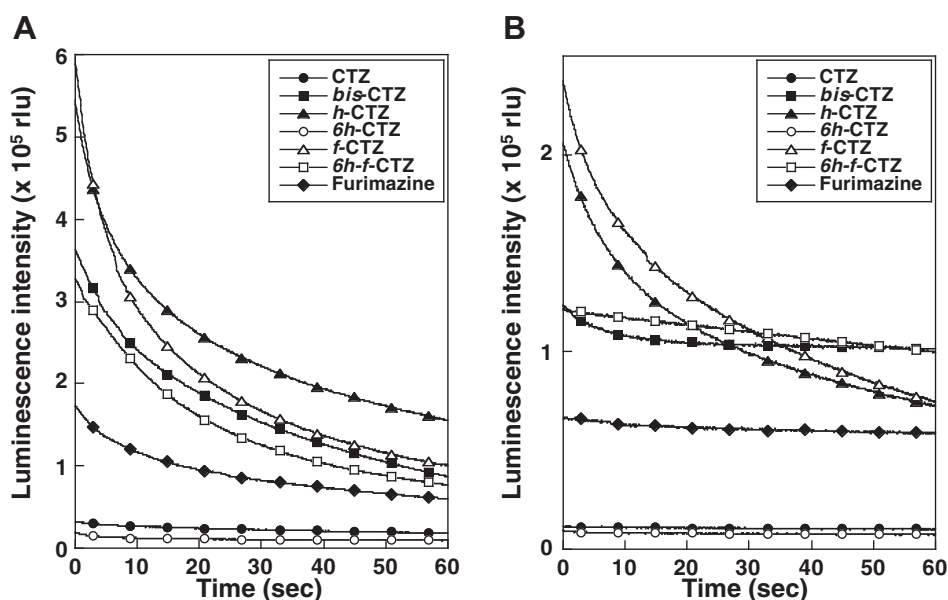 A
Luminescence intensity (x 10⁵ rlu)
6
5
4
3
2
1
0
CTZ
bis-CTZ
h-CTZ
6h-CTZ
f-CTZ
6h-f-CTZ
Furimazine
0 10 20 30 40 50 60
Time (sec)
B
Luminescence intensity (x 10⁵ rlu)
2
1
0
CTZ
bis-CTZ
h-CTZ
6h-CTZ
f-CTZ
6h-f-CTZ
Furimazine
0 10 20 30 40 50 60
Time (sec)